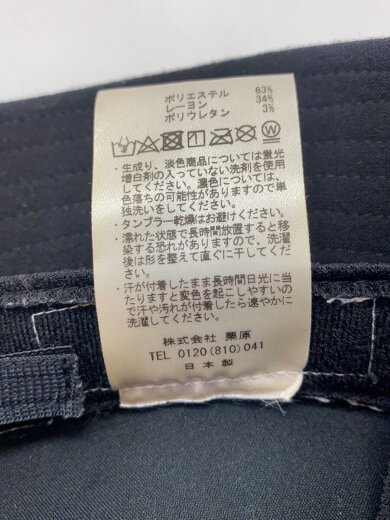 ポリエステル 63%
レーヨン 34%
ポリウレタン 3%
・生成り、淡色商品については蛍光
増白剤の入っていない洗剤を使用
してください。濃色については、
色落ちの可能性がありますので単
独洗いをしてください。
・タンブラー乾燥はお避けください。
・濡れた状態で長時間放置すると移
染する恐れがありますので、洗濯
後は形を整えて直ぐに干してくだ
さい。
・汗が付着したまま長時間日光に当
たりますと変色を起こしやすいの
で汗や汚れが付着したら速やかに
洗濯してください。
株式会社 栗原
TEL 0120(810)041
日本製